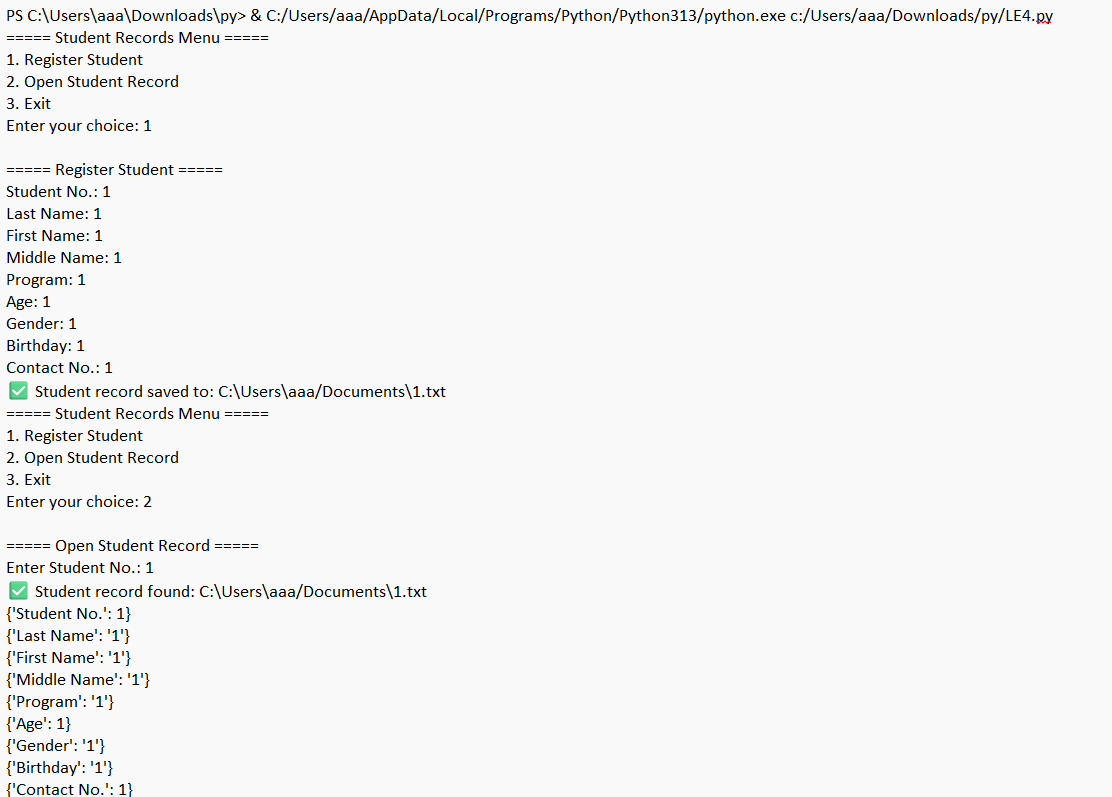 PS C:\Users\aaa\Downloads\py> & C:/Users/aaa/AppData/Local/Programs/Python/Python313/python.exe c:/Users/aaa/Downloads/py/LE4.py
===== Student Records Menu =====
1. Register Student
2. Open Student Record
3. Exit
Enter your choice: 1

===== Register Student =====
Student No.: 1
Last Name: 1
First Name: 1
Middle Name: 1
Program: 1
Age: 1
Gender: 1
Birthday: 1
Contact No.: 1
✅ Student record saved to: C:\Users\aaa/Documents\1.txt
===== Student Records Menu =====
1. Register Student
2. Open Student Record
3. Exit
Enter your choice: 2

===== Open Student Record =====
Enter Student No.: 1
✅ Student record found: C:\Users\aaa/Documents\1.txt
{'Student No.': 1}
{'Last Name': '1'}
{'First Name': '1'}
{'Middle Name': '1'}
{'Program': '1'}
{'Age': 1}
{'Gender': '1'}
{'Birthday': '1'}
{'Contact No.': 1}